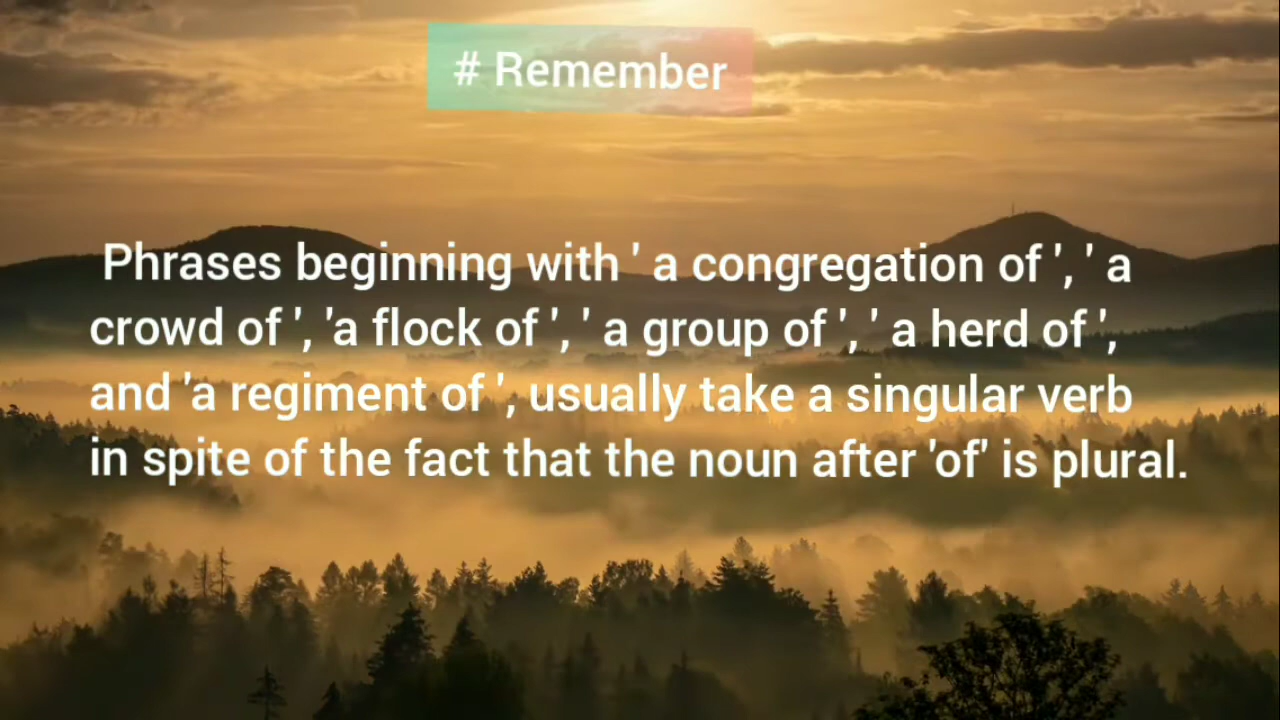 # Remember
Phrases beginning with ' a congregation of ', ' a
crowd of ', 'a flock of ', ' a group of ', ' a herd of ',
and 'a regiment of ', usually take a singular verb
in spite of the fact that the noun after 'of' is plural.